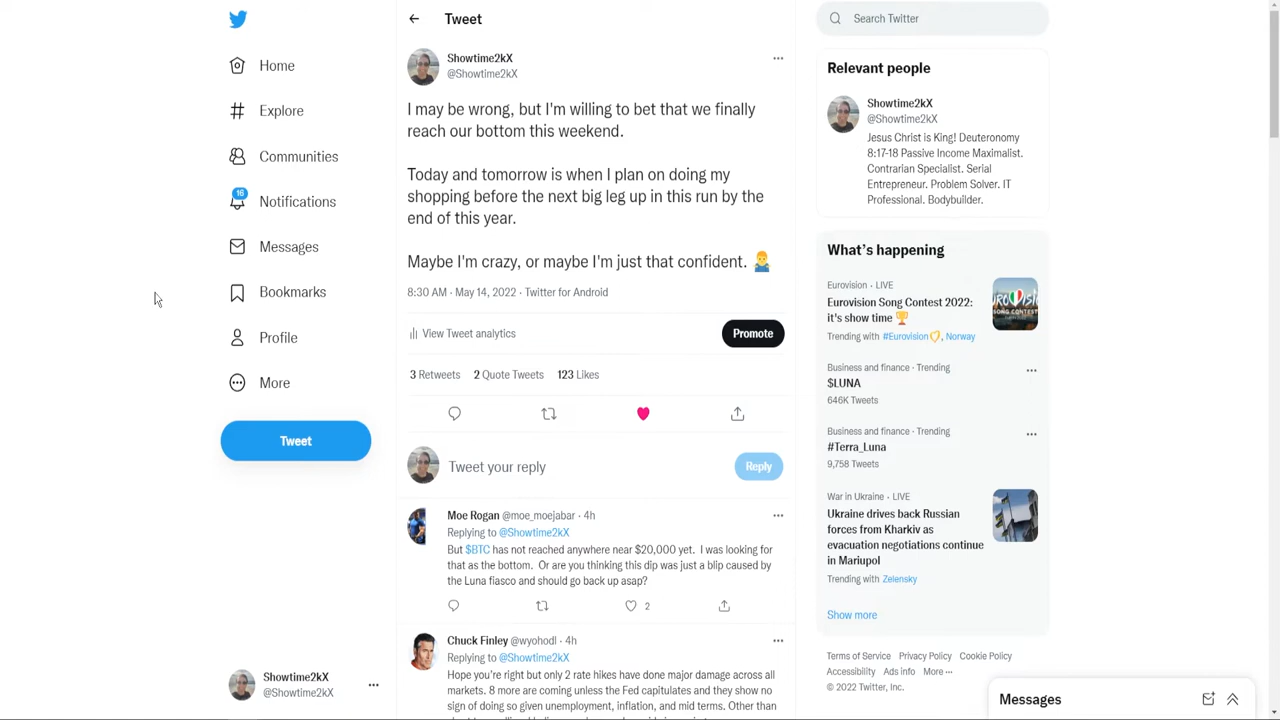 Home
Explore
Communities
16
Notifications
Messages
Bookmarks
Profile
More
Tweet
Showtime2kX
@Showtime2kX
Tweet
Showtime2kX
@Showtime2kX
I may be wrong, but I'm willing to bet that we finally
reach our bottom this weekend.
Today and tomorrow is when I plan on doing my
shopping before the next big leg up in this run by the
end of this year.
Maybe I'm crazy, or maybe I'm just that confident.
8:30 AM · May 14, 2022 · Twitter for Android
View Tweet analytics
Promote
3 Retweets 2 Quote Tweets 123 Likes
Tweet your reply
Reply
Moe Rogan @moe_moejabar · 4h
Replying to @Showtime2kX
But $BTC has not reached anywhere near $20,000 yet. I was looking for
that as the bottom. Or are you thinking this dip was just a blip caused by
the Luna fiasco and should go back up asap?
2
Chuck Finley @wyohodl · 4h
Replying to @Showtime2kX
Hope you're right but only 2 rate hikes have done major damage across all
markets. 8 more are coming unless the Fed capitulates and they show no
sign of doing so given unemployment, inflation, and mid terms. Other than
Search Twitter
Relevant people
Showtime2kX
@Showtime2kX
Jesus Christ is King! Deuteronomy
8:17-18 Passive Income Maximalist.
Contrarian Specialist. Serial
Entrepreneur. Problem Solver. IT
Professional. Bodybuilder.
What's happening
Eurovision · LIVE
Eurovision Song Contest 2022:
it's show time
Trending with #Eurovision, Norway
Business and finance · Trending
$LUNA
646K Tweets
Business and finance · Trending
#Terra_Luna
9,758 Tweets
War in Ukraine · LIVE
Ukraine drives back Russian
forces from Kharkiv as
evacuation negotiations continue
in Mariupol
Trending with Zelensky
Show more
Terms of Service Privacy Policy Cookie Policy
Accessibility Ads info More
© 2022 Twitter, Inc.
Messages